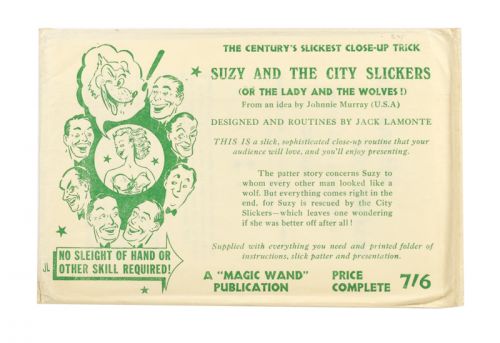 THE CENTURY'S SLICKEST CLOSE-UP TRICK
SUZY AND THE CITY SLICKERS
(OR THE LADY AND THE WOLVES!)
From an idea by Johnnie Murray (U.S.A)
DESIGNED AND ROUTINES BY JACK LAMONTE
THIS IS a slick, sophisticated close-up routine that your
audience will love, and you'll enjoy presenting.
The patter story concerns Suzy to
whom every other man looked like a
wolf. But everything comes right in the
end, for Suzy is rescued by the City
Slickers—which leaves one wondering
if she was better off after all!
Supplied with everything you need and printed folder of
instructions, slick patter and presentation.
JL
NO SLEIGHT OF HAND OR
OTHER SKILL REQUIRED!
A "MAGIC WAND"
PUBLICATION
PRICE
COMPLETE
7/6